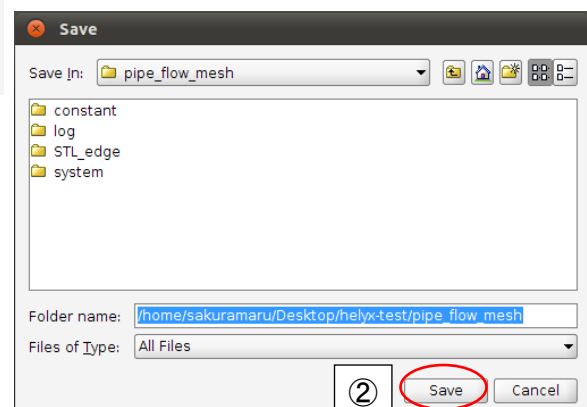 Save
Save In: pipe_flow_mesh
constant
log
STL_edge
system
Folder name: /home/sakuramaru/Desktop/helyx-test/pipe_flow_mesh
Files of Type: All Files
② Save Cancel